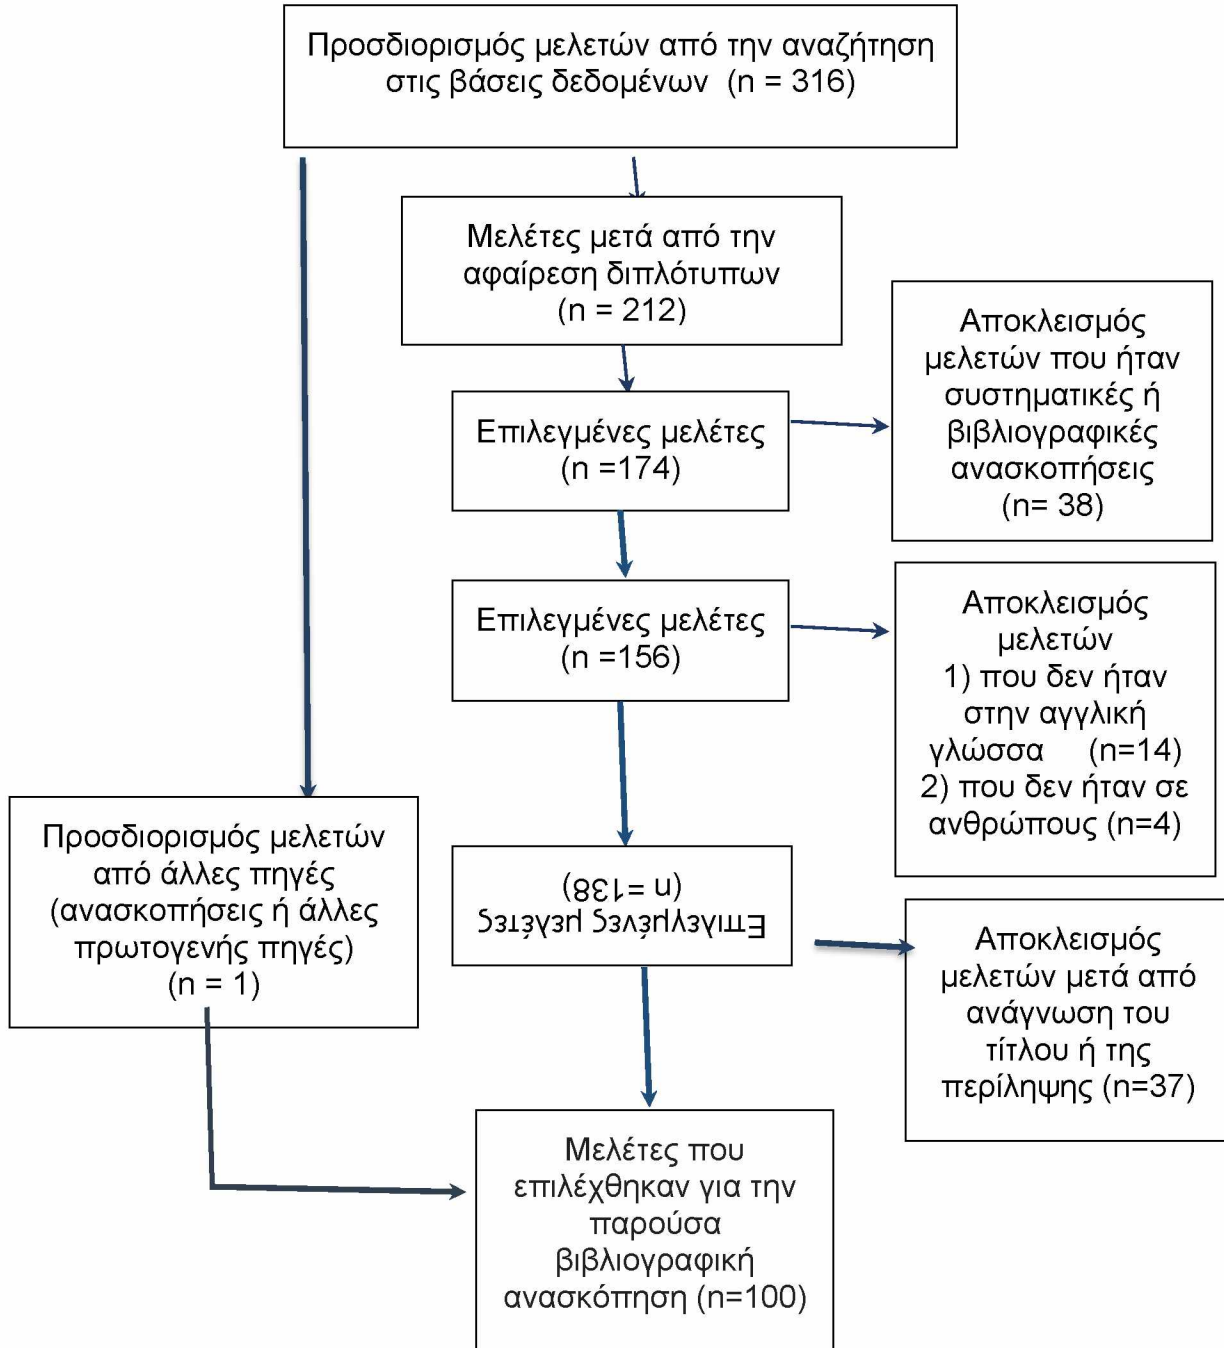 Προσδιορισμός μελετών από την αναζήτηση
στις βάσεις δεδομένων (n = 316)
Μελέτες μετά από την
αφαίρεση διπλότυπων
(n = 212)
Αποκλεισμός
μελετών που ήταν
συστηματικές ή
βιβλιογραφικές
ανασκοπήσεις
(n= 38)
Επιλεγμένες μελέτες
(n =174)
Επιλεγμένες μελέτες
(n =156)
Αποκλεισμός
μελετών
1) που δεν ήταν
στην αγγλική
γλώσσα (n=14)
2) που δεν ήταν σε
ανθρώπους (n=4)
Προσδιορισμός μελετών
από άλλες πηγές
(ανασκοπήσεις ή άλλες
πρωτογενής πηγές)
(n = 1)
Επιλεγμένες μελέτες
(n =138)
Αποκλεισμός
μελετών μετά από
ανάγνωση του
τίτλου ή της
περίληψης (n=37)
Μελέτες που
επιλέχθηκαν για την
παρούσα
βιβλιογραφική
ανασκόπηση (n=100)